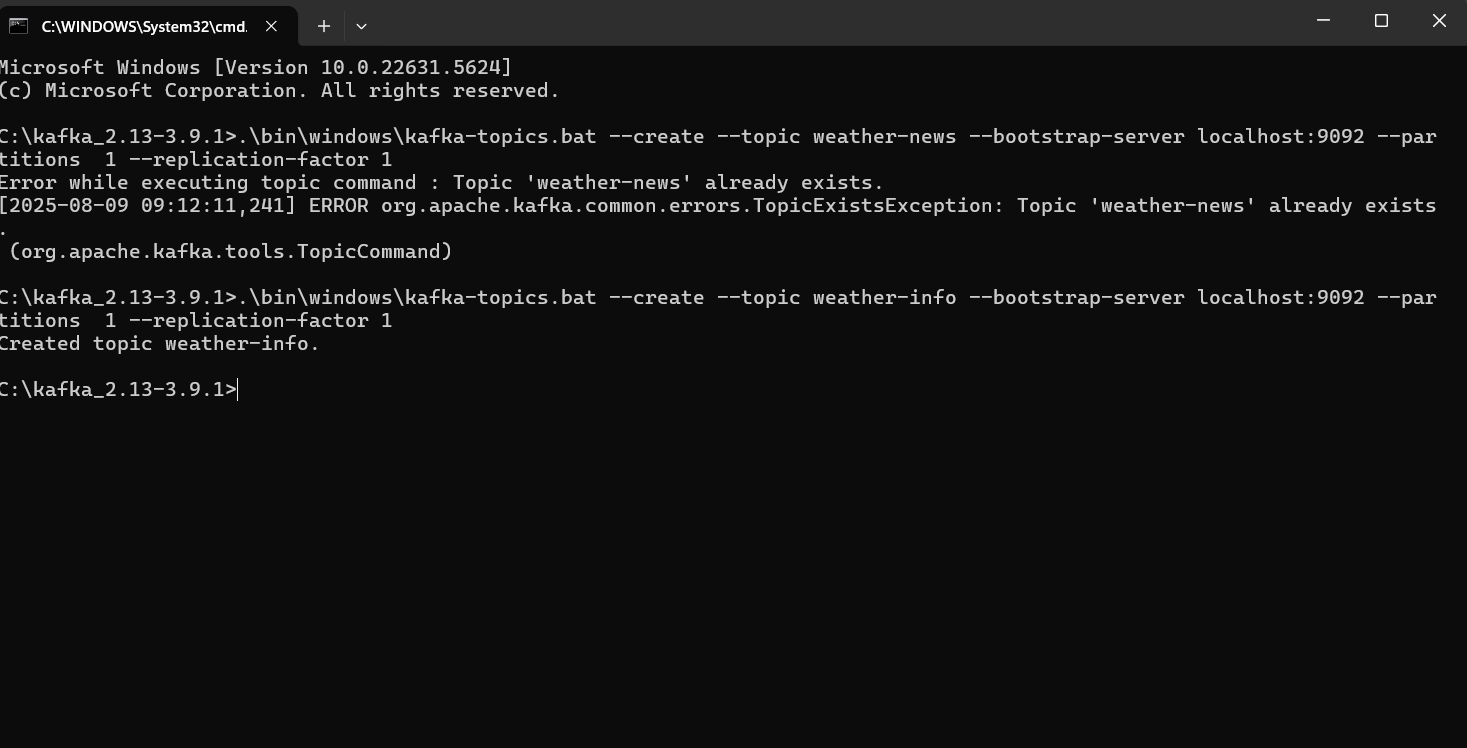 C:\WINDOWS\System32\cmd.
Microsoft Windows [Version 10.0.22631.5624]
(c) Microsoft Corporation. All rights reserved.
C:\kafka_2.13-3.9.1>.\bin\windows\kafka-topics.bat --create --topic weather-news --bootstrap-server localhost:9092 --par
titions  1 --replication-factor 1
Error while executing topic command : Topic 'weather-news' already exists.
[2025-08-09 09:12:11,241] ERROR org.apache.kafka.common.errors.TopicExistsException: Topic 'weather-news' already exists
.
 (org.apache.kafka.tools.TopicCommand)
C:\kafka_2.13-3.9.1>.\bin\windows\kafka-topics.bat --create --topic weather-info --bootstrap-server localhost:9092 --par
titions  1 --replication-factor 1
Created topic weather-info.
C:\kafka_2.13-3.9.1>